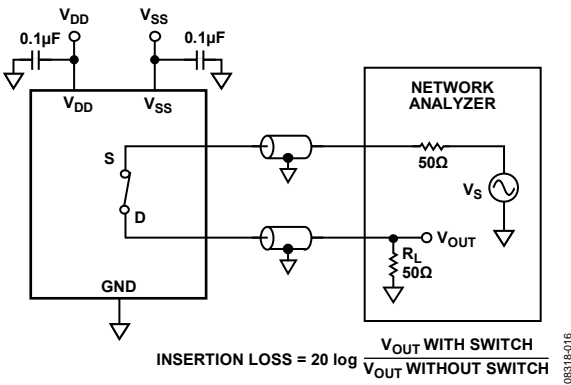 VDD
VSS
0.1µF
0.1µF
VDD
VSS
NETWORK
ANALYZER
S
50Ω
VS
D
VOUT
RL
50Ω
GND
INSERTION LOSS = 20 log VOUT WITH SWITCH
VOUT WITHOUT SWITCH
08318-016